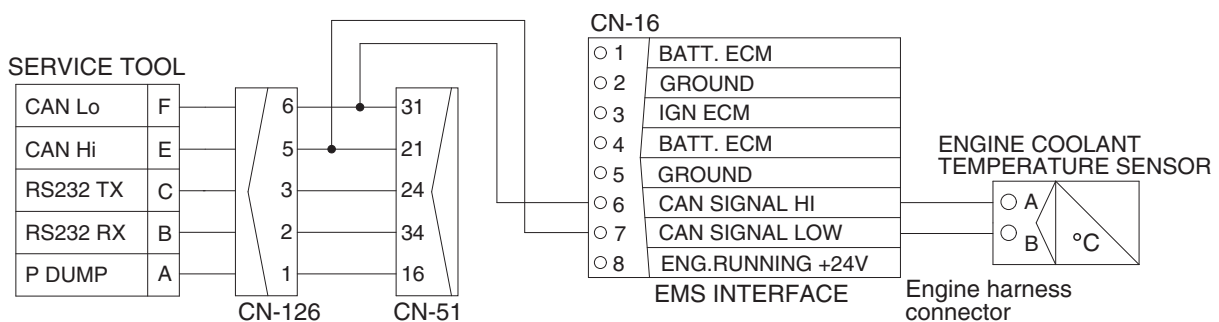 CN-16
SERVICE TOOL
CAN Lo F 6 31
CAN Hi E 5 21
RS232 TX C 3 24
RS232 RX B 2 34
P DUMP A 1 16
CN-126 CN-51
1 BATT. ECM
2 GROUND
3 IGN ECM
4 BATT. ECM
5 GROUND
6 CAN SIGNAL HI
7 CAN SIGNAL LOW
8 ENG.RUNNING +24V
EMS INTERFACE
ENGINE COOLANT
TEMPERATURE SENSOR
A
B °C
Engine harness
connector